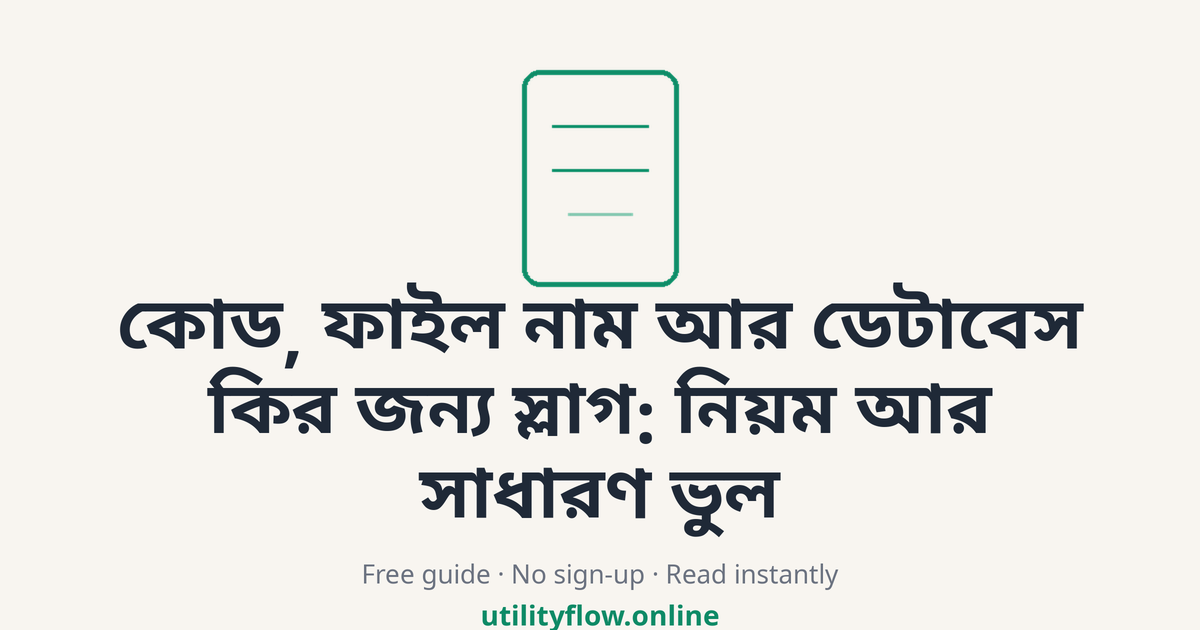 কোড, ফাইল নাম আর ডেটাবেস
কির জন্য স্লাগ: নিয়ম আর
সাধারণ ভুল
Free guide · No sign-up · Read instantly
utilityflow.online